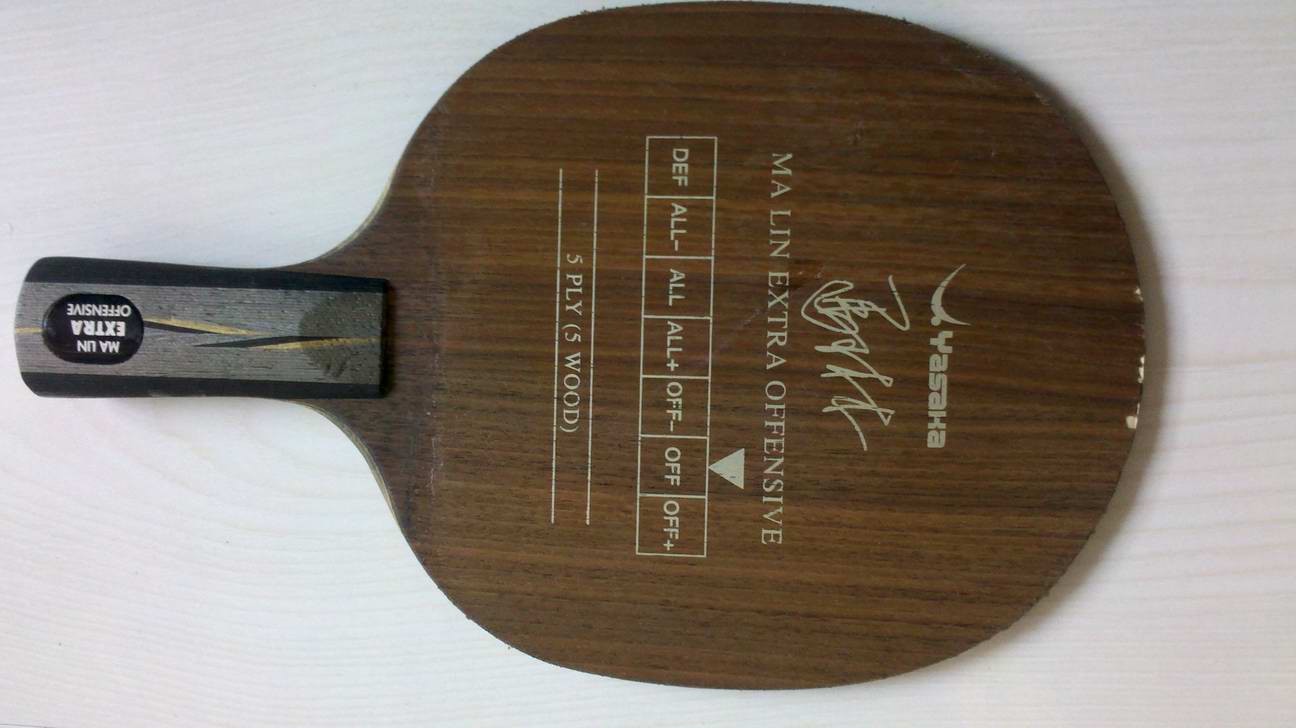 Yasaka
MA LIN EXTRA OFFENSIVE
DEF ALL- ALL ALL+ OFF- OFF OFF+
5 PLY (5 WOOD)
MA LIN
EXTRA
OFFENSIVE